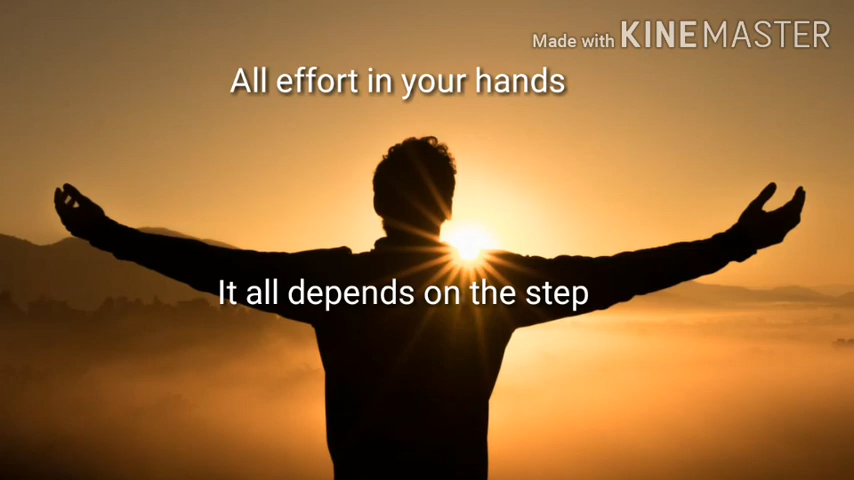 Made with KINEMASTER
All effort in your hands
It all depends on the step